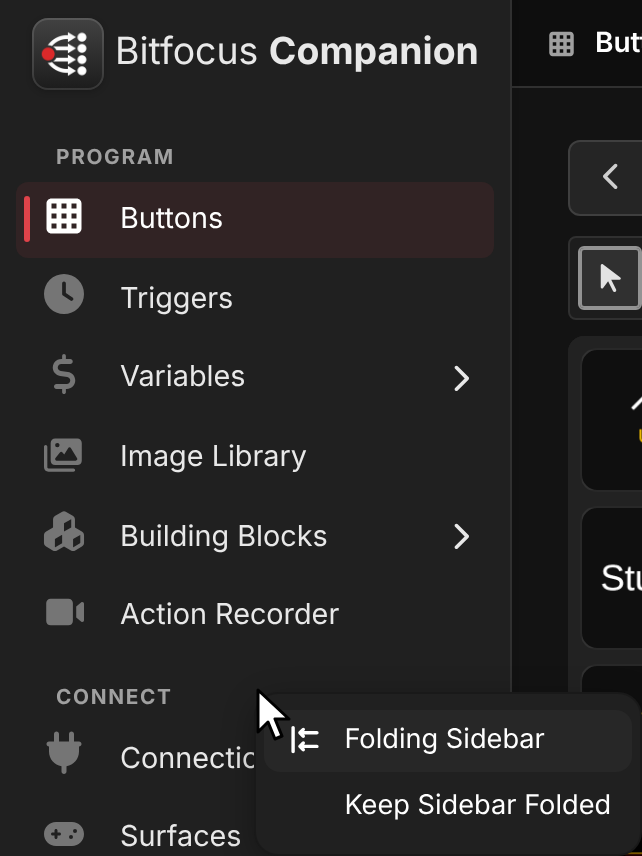 Bitfocus Companion
But
PROGRAM
Buttons
Triggers
Variables
Image Library
Building Blocks
Stu
Action Recorder
CONNECT
Folding Sidebar
Connectio
Keep Sidebar Folded
Surfaces